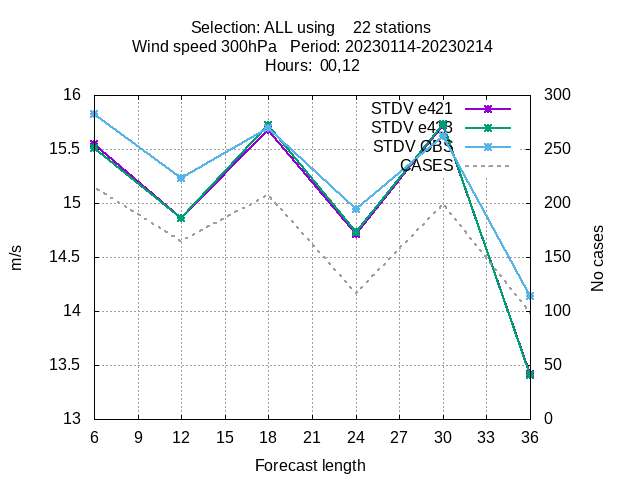 Selection: ALL using    22 stations
Wind speed 300hPa   Period: 20230114-20230214
Hours:  00,12
16
15.5
15
14.5
14
13.5
13
300
250
200
150
100
50
0
STDV e421
STDV e423
STDV OBS
CASES
m/s
No cases
6 9 12 15 18 21 24 27 30 33 36
Forecast length